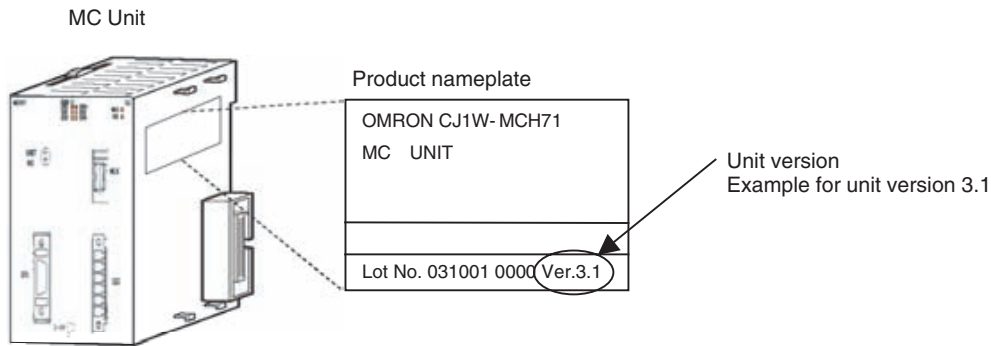 MC Unit
Product nameplate
OMRON CJ1W- MCH71
MC UNIT
Unit version
Example for unit version 3.1
Lot No. 031001 0000 Ver.3.1